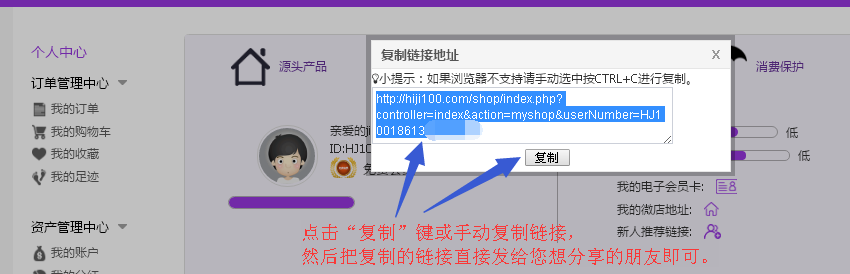 个人中心
订单管理中心
我的订单
我的购物车
我的收藏
我的足迹
资产管理中心
我的账户
源头产品
亲爱的
ID:HJ10
复制链接地址
X
小提示：如果浏览器不支持请手动选中按CTRL+C进行复制。
http://hiji100.com/shop/index.php?
controller=index&action=myshop&userNumber=HJ1
0018613
复制
消费保护
低
低
我的电子会员卡:
我的微店地址:
新人推荐链接:
点击“复制”键或手动复制链接，
然后把复制的链接直接发给您想分享的朋友即可。